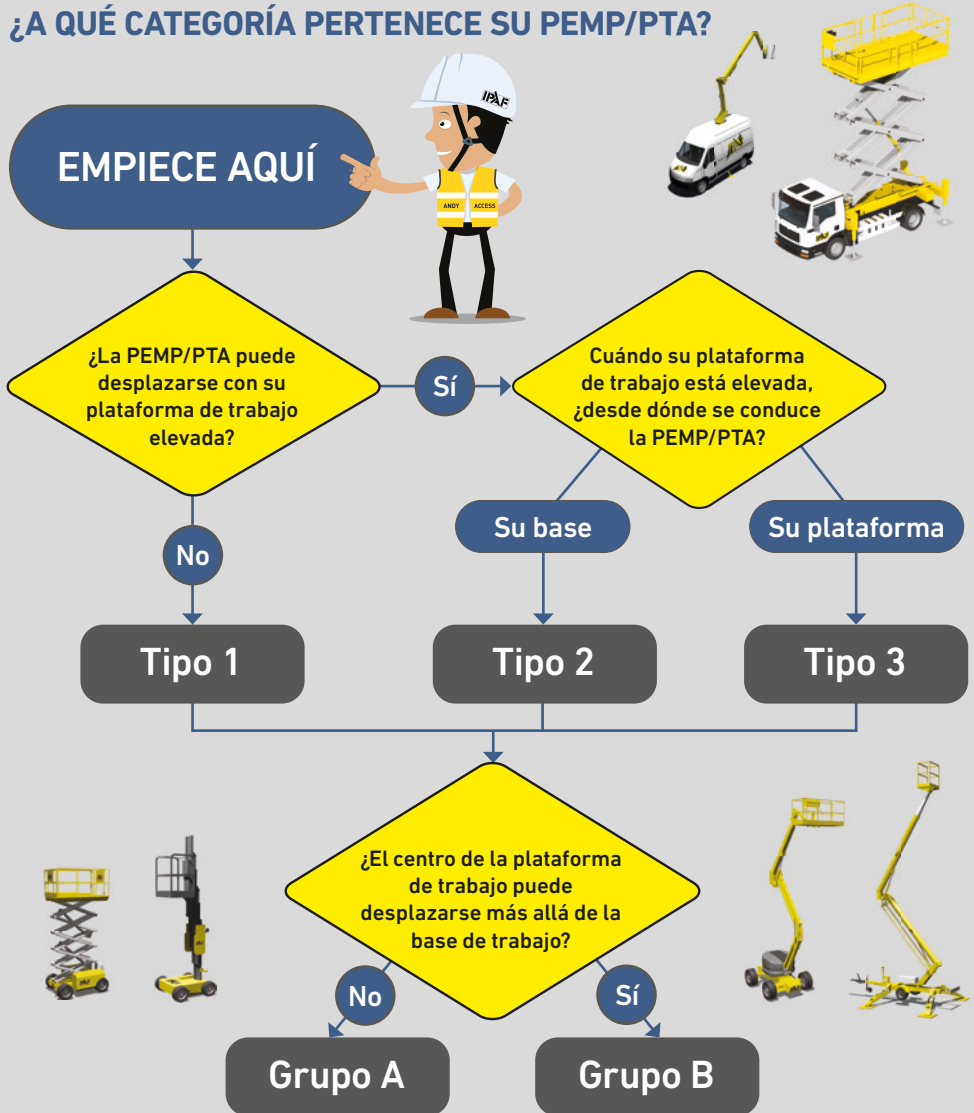 ¿A QUÉ CATEGORÍA PERTENECE SU PEMP/PTA?
IPAF
EMPIECE AQUÍ
ANDY ACCESS
¿La PEMP/PTA puede
desplazarse con su
plataforma de trabajo
elevada?
Sí
Cuándo su plataforma
de trabajo está elevada,
¿desde dónde se conduce
la PEMP/PTA?
No
Su base
Su plataforma
Tipo 1
Tipo 2
Tipo 3
¿El centro de la plataforma
de trabajo puede
desplazarse más allá de la
base de trabajo?
No
Sí
Grupo A
Grupo B